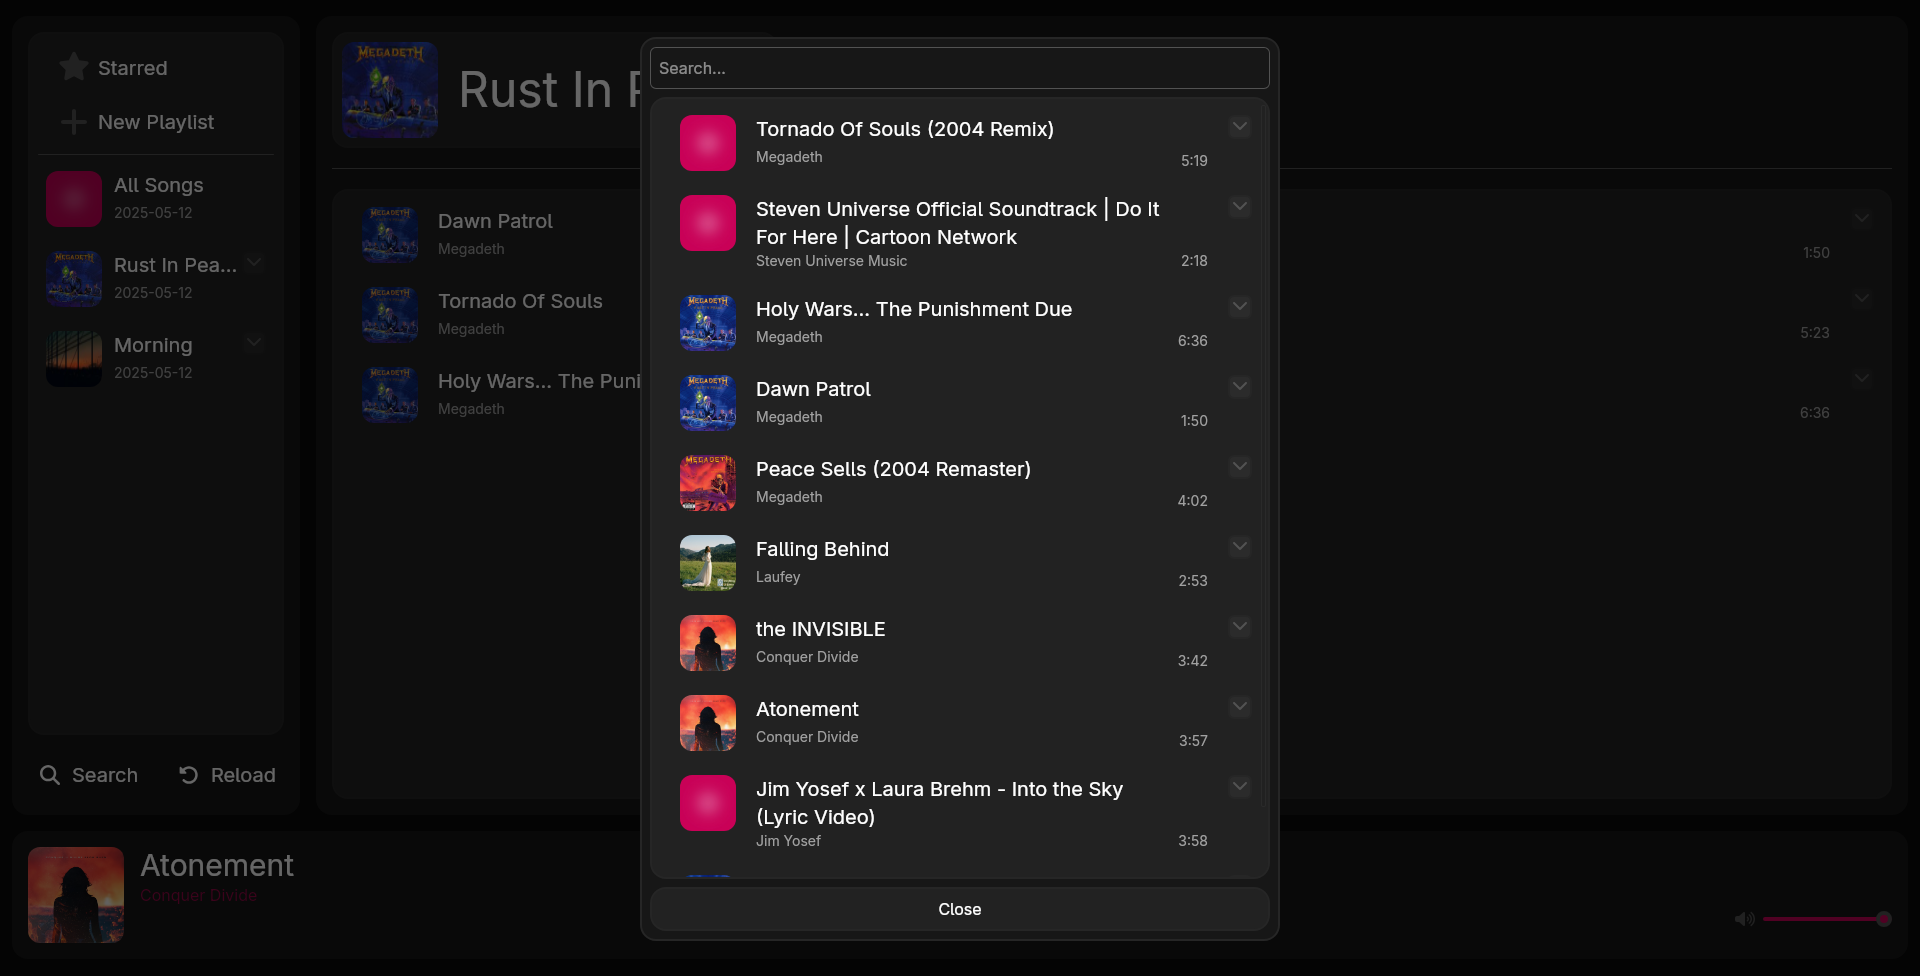 Starred
New Playlist
All Songs
2025-05-12
Rust In Pea...
2025-05-12
Morning
2025-05-12
Search
Reload
MEGADETH
Rust In P
Dawn Patrol
Megadeth
1:50
Tornado Of Souls
Megadeth
5:23
Holy Wars... The Puni
Megadeth
6:36
Search...
Tornado Of Souls (2004 Remix)
Megadeth
5:19
Steven Universe Official Soundtrack | Do It
For Here | Cartoon Network
Steven Universe Music
2:18
Holy Wars... The Punishment Due
Megadeth
6:36
Dawn Patrol
Megadeth
1:50
Peace Sells (2004 Remaster)
Megadeth
4:02
Falling Behind
Laufey
2:53
the INVISIBLE
Conquer Divide
3:42
Atonement
Conquer Divide
3:57
Jim Yosef x Laura Brehm - Into the Sky
(Lyric Video)
Jim Yosef
3:58
Close
Atonement
Conquer Divide